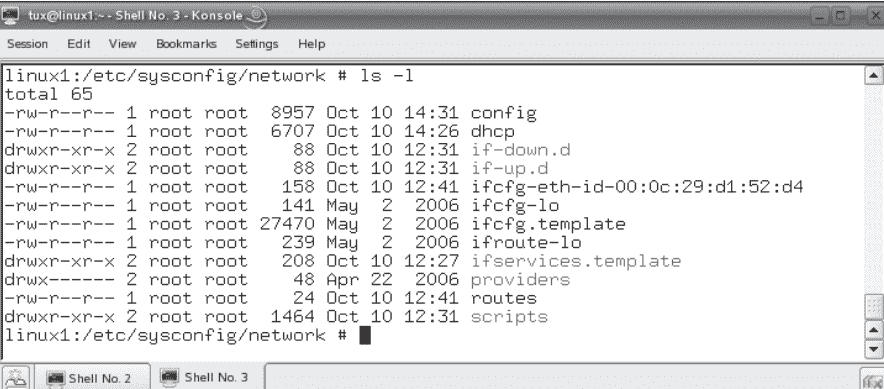 tux@linux1:~ - Shell No. 3 - Konsole
Session Edit View Bookmarks Settings Help
linux1:/etc/sysconfig/network # ls -l
total 65
-rw-r--r-- 1 root root  8957 Oct 10 14:31 config
-rw-r--r-- 1 root root  6707 Oct 10 14:26 dhcp
drwxr-xr-x 2 root root    88 Oct 10 12:31 if-down.d
drwxr-xr-x 2 root root    88 Oct 10 12:31 if-up.d
-rw-r--r-- 1 root root   158 Oct 10 12:41 ifcfg-eth-id-00:0c:29:d1:52:d4
-rw-r--r-- 1 root root   141 May  2  2006 ifcfg-lo
-rw-r--r-- 1 root root 27470 May  2  2006 ifcfg.template
-rw-r--r-- 1 root root   239 May  2  2006 ifroute-lo
drwxr-xr-x 2 root root   208 Oct 10 12:27 ifservices.template
drwx------ 2 root root    48 Apr 22  2006 providers
-rw-r--r-- 1 root root    24 Oct 10 12:41 routes
drwxr-xr-x 2 root root  1464 Oct 10 12:31 scripts
linux1:/etc/sysconfig/network #
Shell No. 2 Shell No. 3